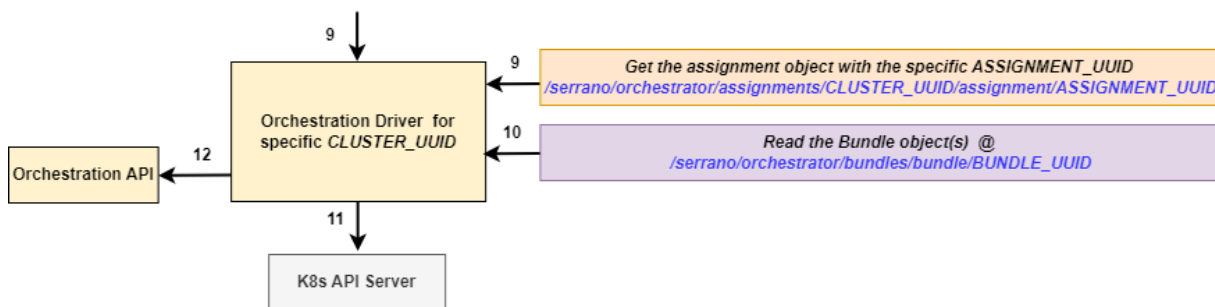 9
9
Get the assignment object with the specific ASSIGNMENT_UUID
/serrano/orchestrator/assignments/CLUSTER_UUID/assignment/ASSIGNMENT_UUID
Orchestration Driver for
specific CLUSTER_UUID
10
Read the Bundle object(s) @
/serrano/orchestrator/bundles/bundle/BUNDLE_UUID
12
Orchestration API
11
K8s API Server